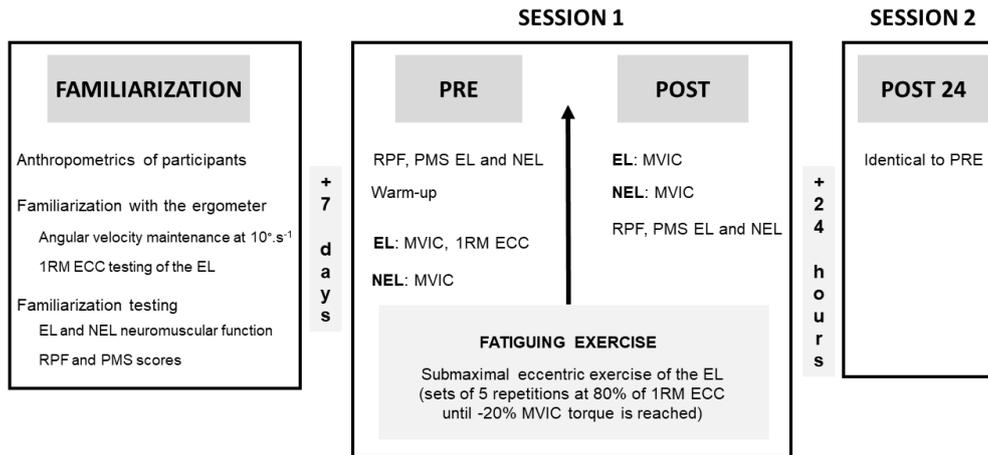 SESSION 1
SESSION 2
FAMILIARIZATION
Anthropometrics of participants
Familiarization with the ergometer
Angular velocity maintenance at 10°.s⁻¹
1RM ECC testing of the EL
Familiarization testing
EL and NEL neuromuscular function
RPF and PMS scores
+7 days
PRE
RPF, PMS EL and NEL
Warm-up
EL: MVIC, 1RM ECC
NEL: MVIC
POST
EL: MVIC
NEL: MVIC
RPF, PMS EL and NEL
FATIGUING EXERCISE
Submaximal eccentric exercise of the EL
(sets of 5 repetitions at 80% of 1RM ECC
until -20% MVIC torque is reached)
+24 hours
POST 24
Identical to PRE